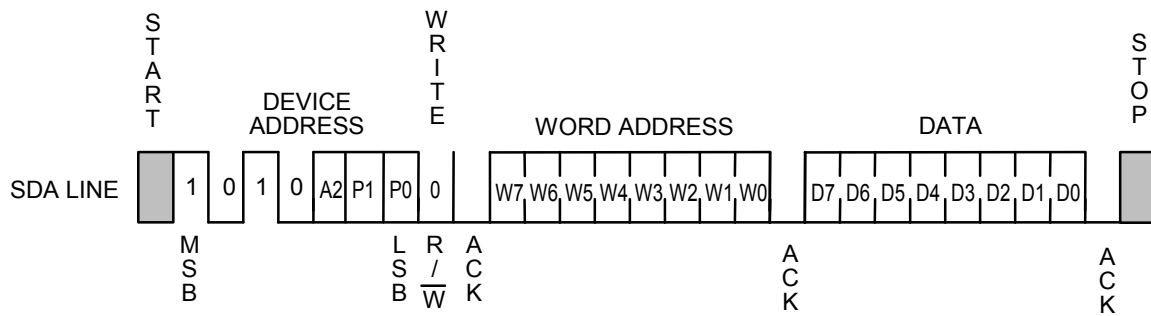 START
WRITE
STOP
DEVICE
ADDRESS
WORD ADDRESS
DATA
SDA LINE
1 0 1 0 A2 P1 P0 0 W7 W6 W5 W4 W3 W2 W1 W0 D7 D6 D5 D4 D3 D2 D1 D0
MSB
LSB
R/W
ACK
ACK
ACK